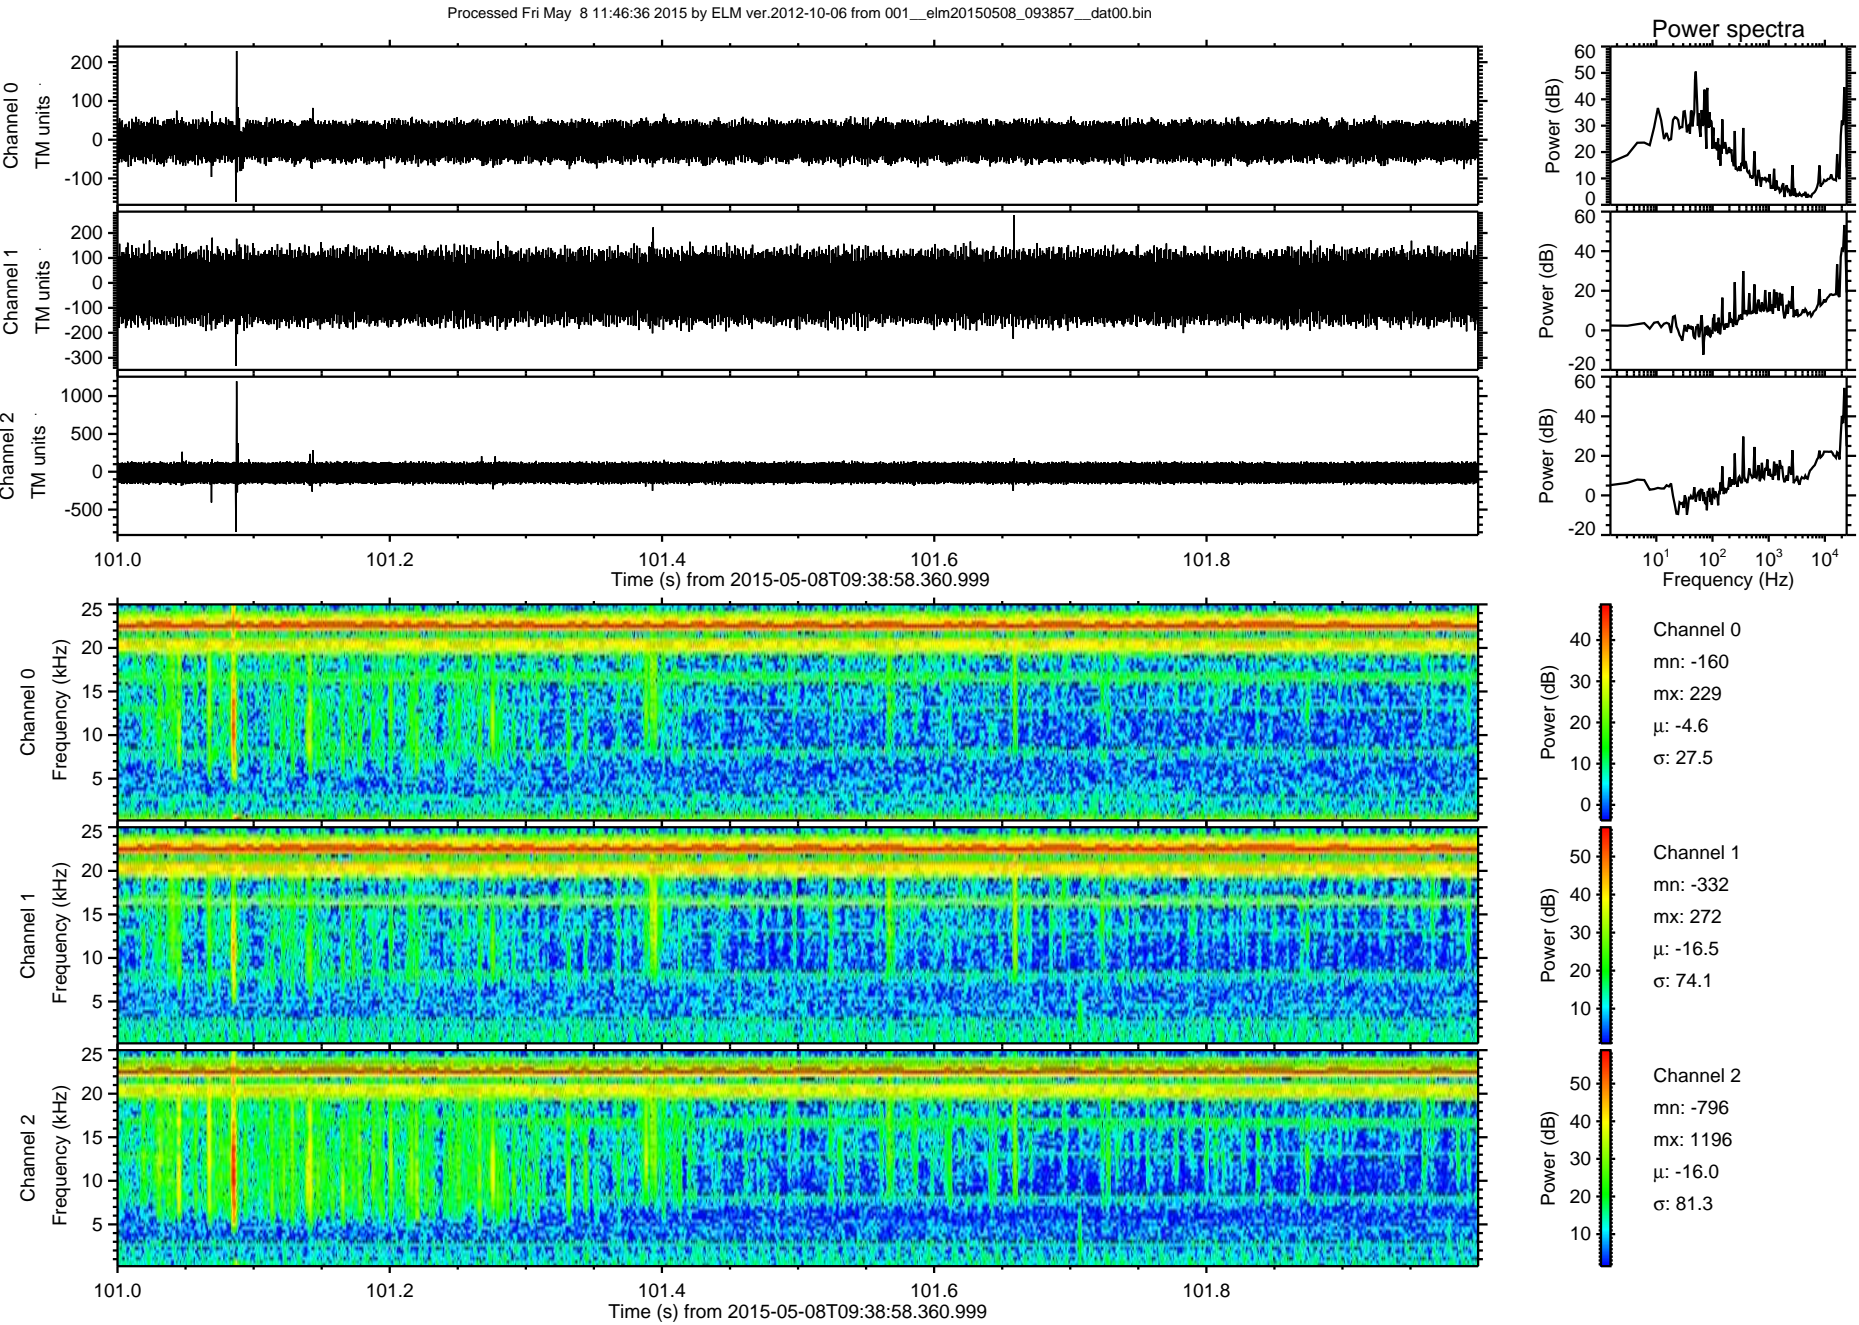 Processed Fri May  8 11:46:36 2015 by ELM ver.2012-10-06 from 001__elm20150508_093857__dat00.bin
Power spectra
Channel 0
TM units
200
100
0
-100
Power (dB)
60
50
40
30
20
10
0
Channel 1
TM units
200
100
0
-100
-200
-300
Power (dB)
60
40
20
0
-20
Channel 2
TM units
1000
500
0
-500
Power (dB)
60
40
20
0
-20
101.0 101.2 101.4 101.6 101.8
Time (s) from 2015-05-08T09:38:58.360.999
10¹ 10² 10³ 10⁴
Frequency (Hz)
Channel 0
Frequency (kHz)
25
20
15
10
5
Power (dB)
40
30
20
10
0
Channel 0
mn: -160
mx: 229
μ: -4.6
σ: 27.5
Channel 1
Frequency (kHz)
25
20
15
10
5
Power (dB)
50
40
30
20
10
Channel 1
mn: -332
mx: 272
μ: -16.5
σ: 74.1
Channel 2
Frequency (kHz)
25
20
15
10
5
Power (dB)
50
40
30
20
10
Channel 2
mn: -796
mx: 1196
μ: -16.0
σ: 81.3
101.0 101.2 101.4 101.6 101.8
Time (s) from 2015-05-08T09:38:58.360.999